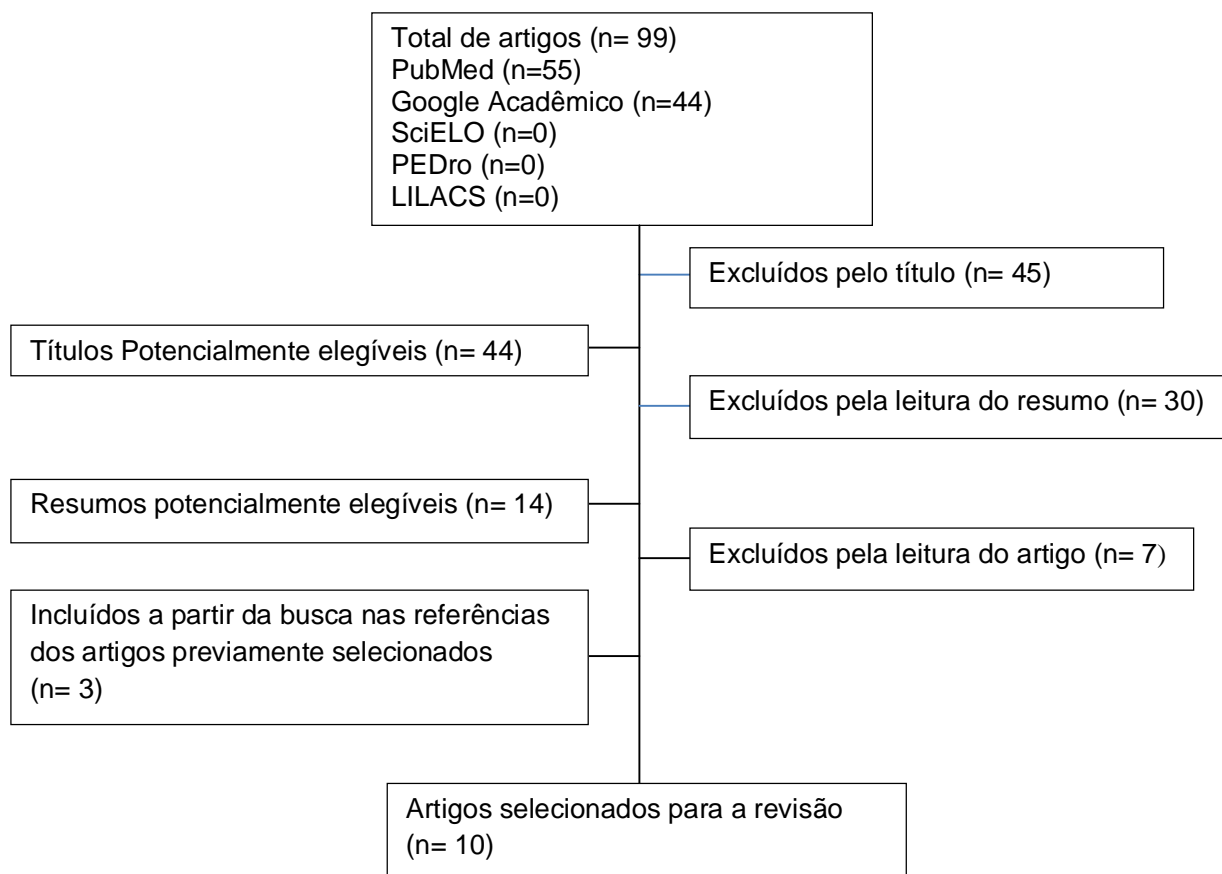 Total de artigos (n= 99)
PubMed (n=55)
Google Acadêmico (n=44)
SciELO (n=0)
PEDro (n=0)
LILACS (n=0)
Excluídos pelo título (n= 45)
Títulos Potencialmente elegíveis (n= 44)
Excluídos pela leitura do resumo (n= 30)
Resumos potencialmente elegíveis (n= 14)
Excluídos pela leitura do artigo (n= 7)
Incluídos a partir da busca nas referências
dos artigos previamente selecionados
(n= 3)
Artigos selecionados para a revisão
(n= 10)